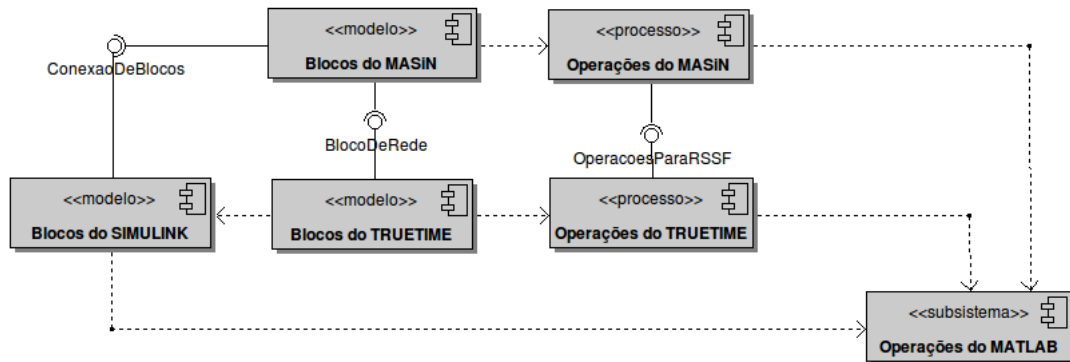 <<modelo>>
Blocos do MASiN
<<processo>>
Operações do MASiN
ConexaoDeBlocos
BlocoDeRede
OperacoesParaRSSF
<<modelo>>
Blocos do SIMULINK
<<modelo>>
Blocos do TRUETIME
<<processo>>
Operações do TRUETIME
<<subsistema>>
Operações do MATLAB